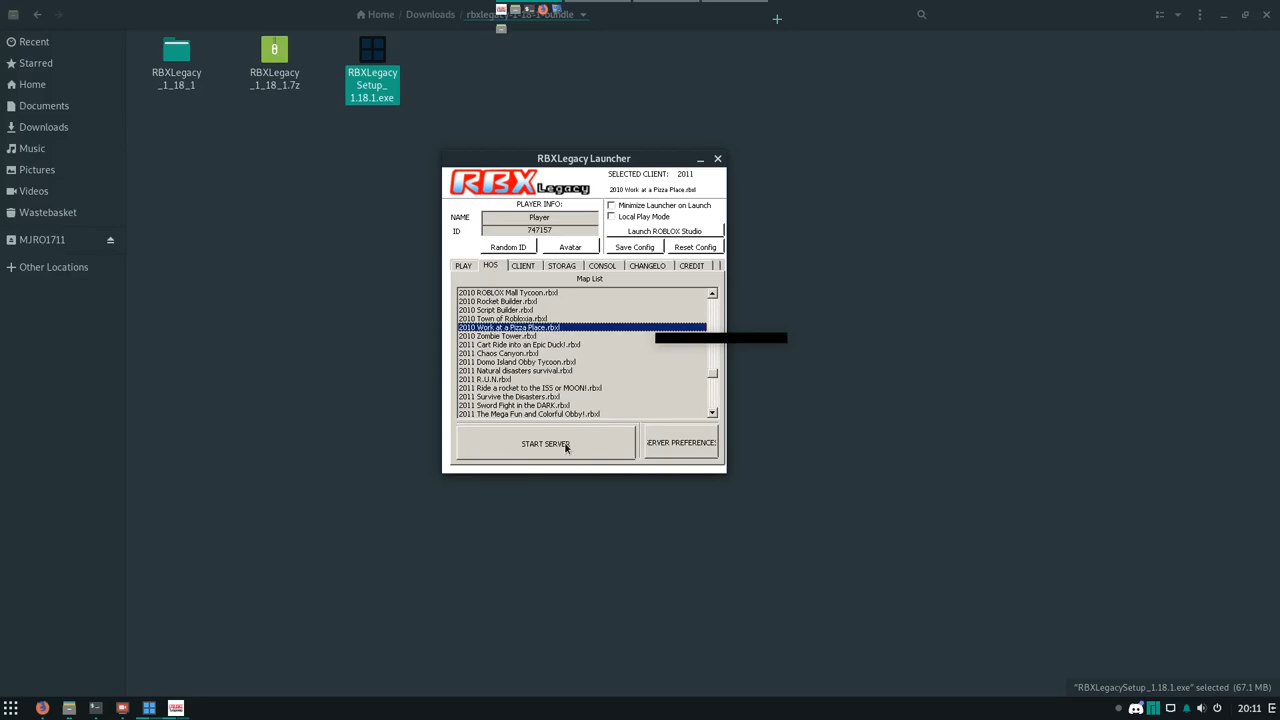 Home
Downloads
rbxlegacy-1-18-1-bundle
Recent
Starred
Home
Documents
Downloads
Music
Pictures
Videos
Wastebasket
MJRO1711
Other Locations
RBXLegacy
_1_18_1
RBXLegacy
_1_18_1.7z
RBXLegacy
Setup_
1.18.1.exe
RBXLegacy Launcher
RBX Legacy
SELECTED CLIENT: 2011
2010 Work at a Pizza Place.rbxl
PLAYER INFO:
NAME Player
ID 747157
Random ID Avatar
Minimize Launcher on Launch
Local Play Mode
Launch ROBLOX Studio
Save Config Reset Config
PLAY HOS CLIENT STORAG CONSOL CHANGELO CREDIT
Map List
2010 ROBLOX Mall Tycoon.rbxl
2010 Rocket Builder.rbxl
2010 Script Builder.rbxl
2010 Town of Robloxia.rbxl
2010 Work at a Pizza Place.rbxl
2010 Zombie Tower.rbxl
2011 Cart Ride into an Epic Duck!.rbxl
2011 Chaos Canyon.rbxl
2011 Domo Island Obby Tycoon.rbxl
2011 Natural disasters survival.rbxl
2011 R.U.N.rbxl
2011 Ride a rocket to the ISS or MOON!.rbxl
2011 Survive the Disasters.rbxl
2011 Sword Fight in the DARK.rbxl
2011 The Mega Fun and Colorful Obby!.rbxl
START SERVER
SERVER PREFERENCES
"RBXLegacySetup_1.18.1.exe" selected (67.1 MB)
20:11